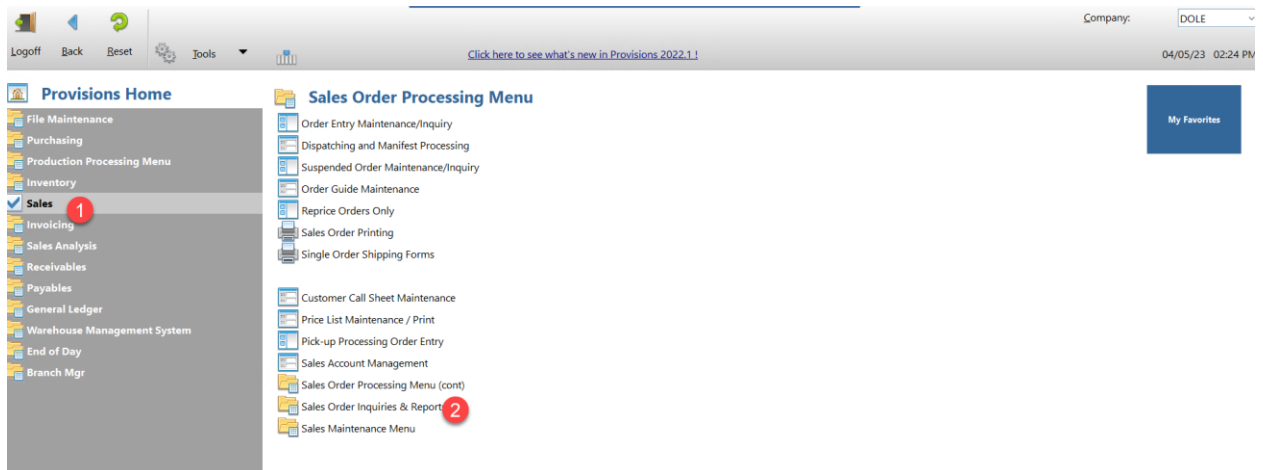 Company: DOLE
Logoff Back Reset Tools Click here to see what's new in Provisions 2022.1 ! 04/05/23 02:24 PM
Provisions Home
File Maintenance
Purchasing
Production Processing Menu
Inventory
Sales
1
Invoicing
Sales Analysis
Receivables
Payables
General Ledger
Warehouse Management System
End of Day
Branch Mgr
Sales Order Processing Menu
Order Entry Maintenance/Inquiry
Dispatching and Manifest Processing
Suspended Order Maintenance/Inquiry
Order Guide Maintenance
Reprice Orders Only
Sales Order Printing
Single Order Shipping Forms
Customer Call Sheet Maintenance
Price List Maintenance / Print
Pick-up Processing Order Entry
Sales Account Management
Sales Order Processing Menu (cont)
Sales Order Inquiries & Report
2
Sales Maintenance Menu
My Favorites